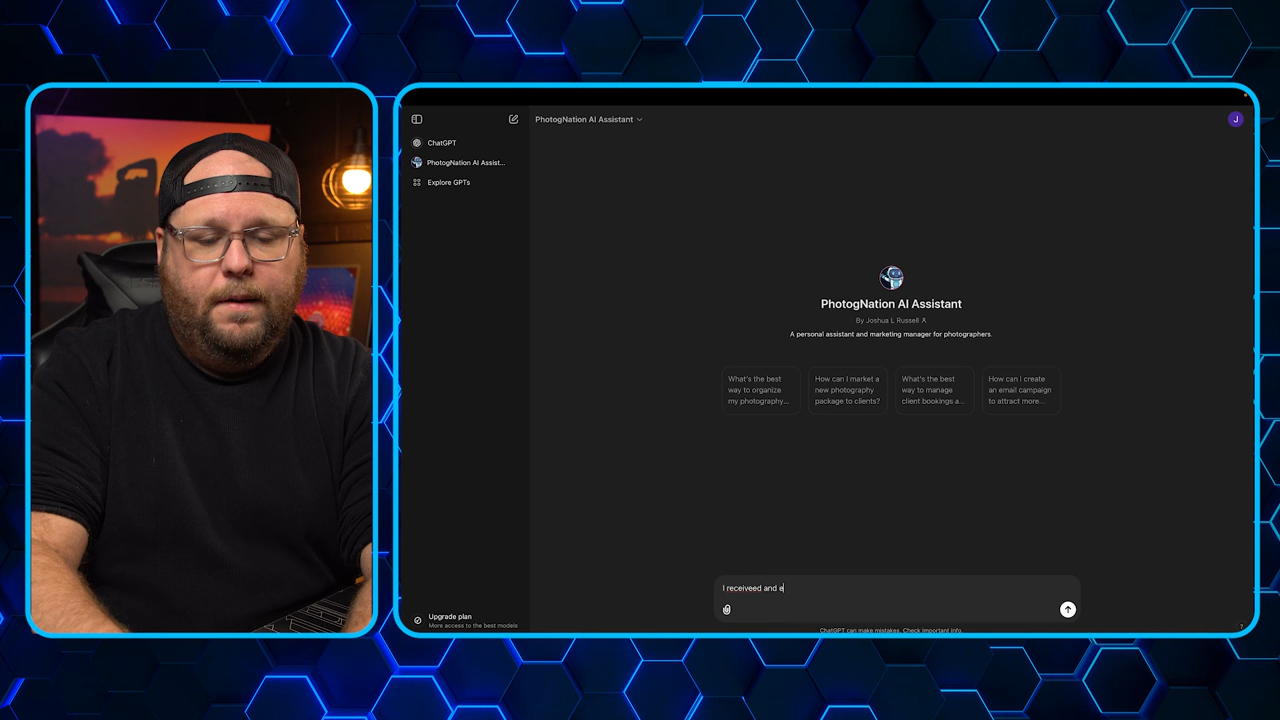 PhotogNation AI Assistant
J
ChatGPT
PhotogNation AI Assist...
Explore GPTs
PhotogNation AI Assistant
By Joshua L Russell
A personal assistant and marketing manager for photographers.
What's the best
way to organize
my photography...
How can I market a
new photography
package to clients?
What's the best
way to manage
client bookings a...
How can I create
an email campaign
to attract more...
I receiveed and e
Upgrade plan
More access to the best models
ChatGPT can make mistakes. Check important info.
?